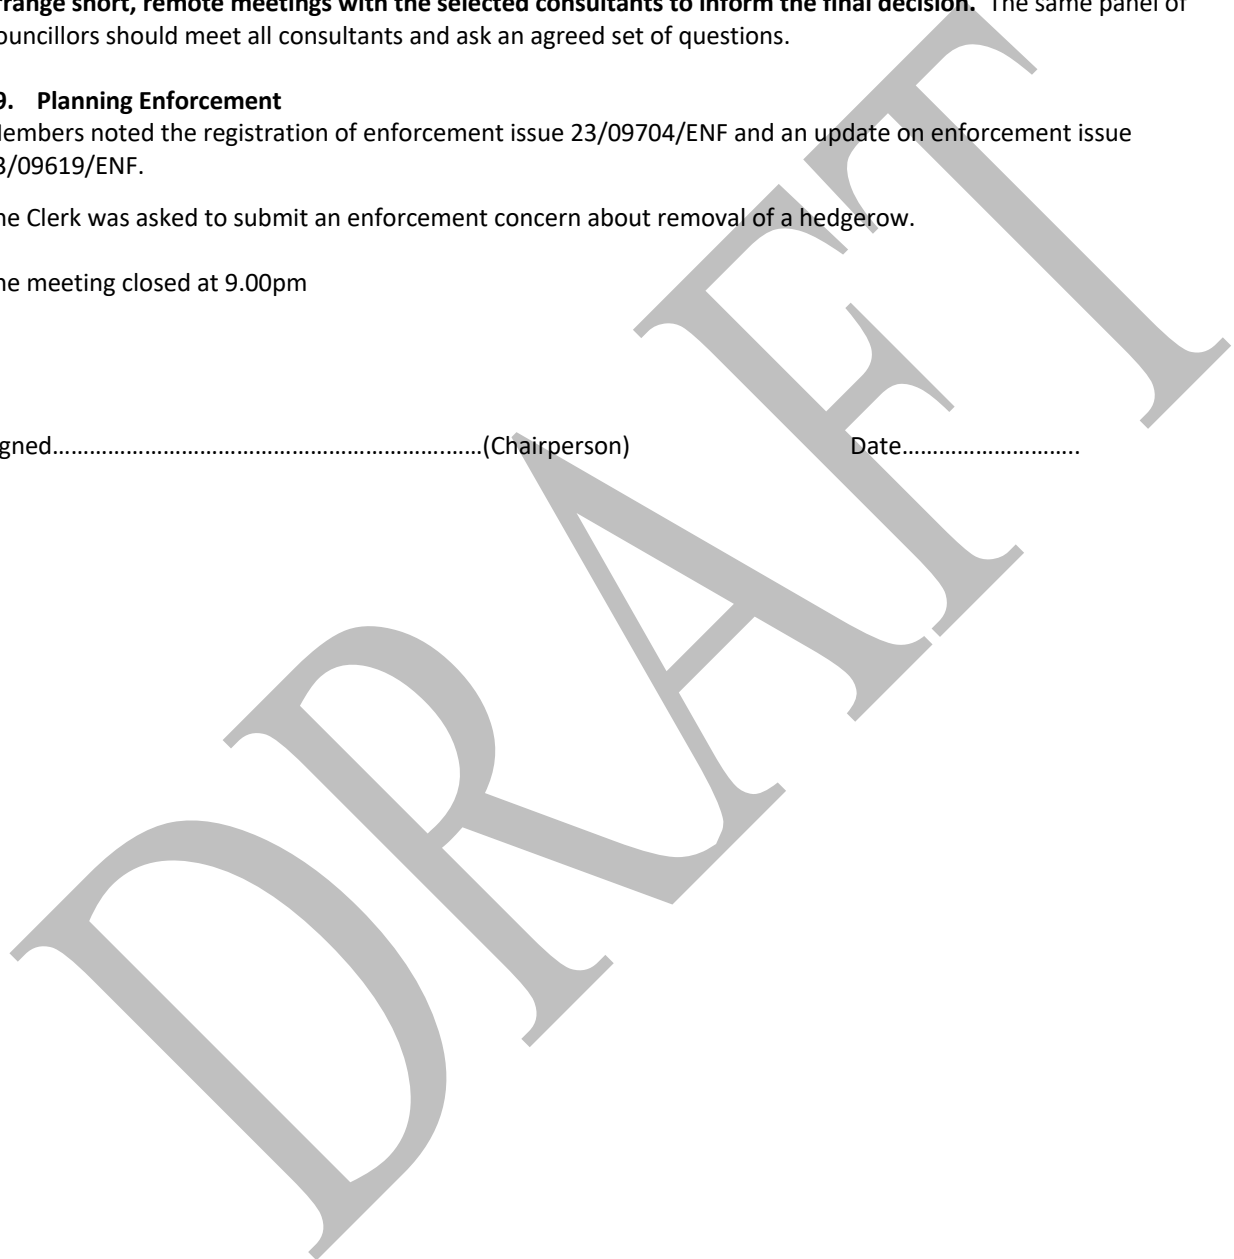 rrange short, remote meetings with the selected consultants to inform the final decision. The same panel of
ouncillors should meet all consultants and ask an agreed set of questions.
9. Planning Enforcement
embers noted the registration of enforcement issue 23/09704/ENF and an update on enforcement issue
3/09619/ENF.
he Clerk was asked to submit an enforcement concern about removal of a hedgerow.
he meeting closed at 9.00pm
gned……………………………………………………(Chairperson) Date……………………..
DRAFT